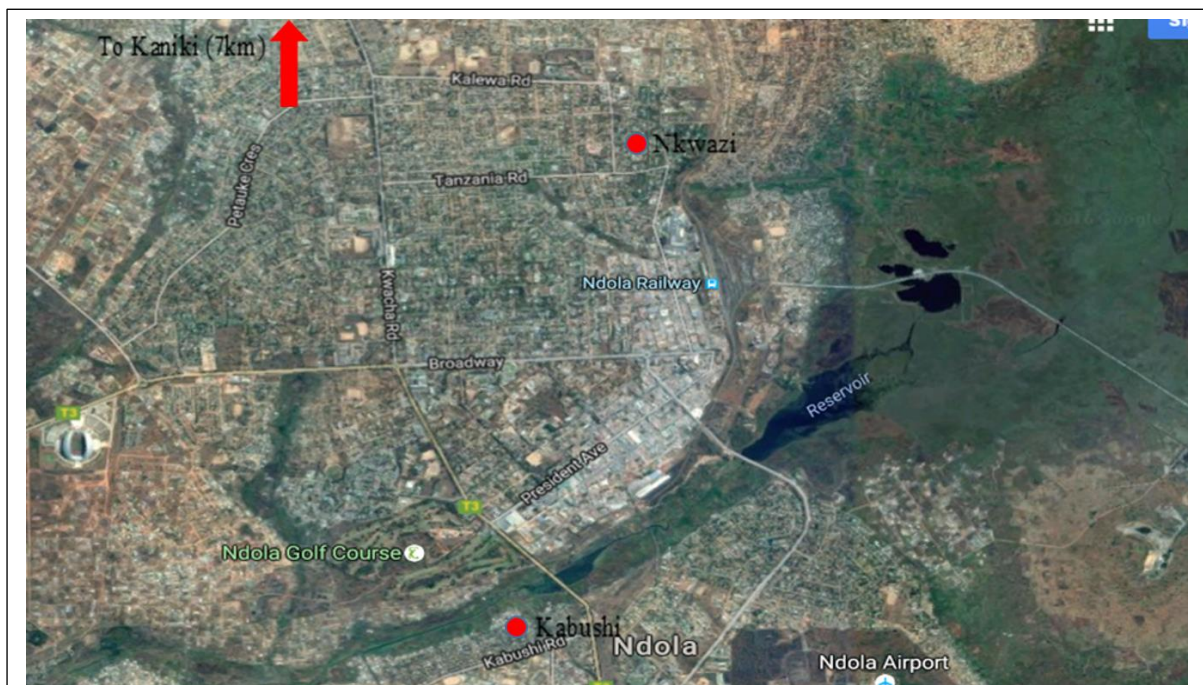 To Kaniki (7km)
Kalewa Rd
Nkwazi
Tanzania Rd
Petauke Cres
Ndola Railway
Kwacha Rd
Broadway
Reservoir
T3
President Ave
T3
Ndola Golf Course
Kabushi
Kabushi Rd
Ndola
Ndola Airport